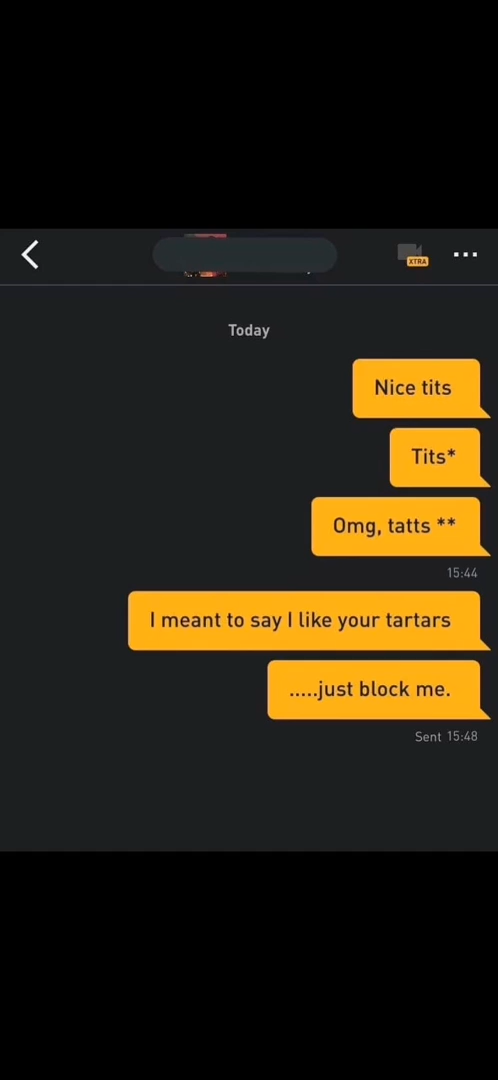 XTRA
Today
Nice tits
Tits*
Omg, tatts **
15:44
I meant to say I like your tartars
.....just block me.
Sent 15:48